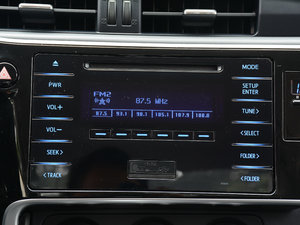 MODE
PWR
FM2
SETUP
ENTER
87.5 MHz
VOL+
87.5 93.1 98.1 105.1 107.9 108.0
TUNE>
VOL-
<SELECT
SEEK>
FOLDER>
<TRACK
<FOLDER